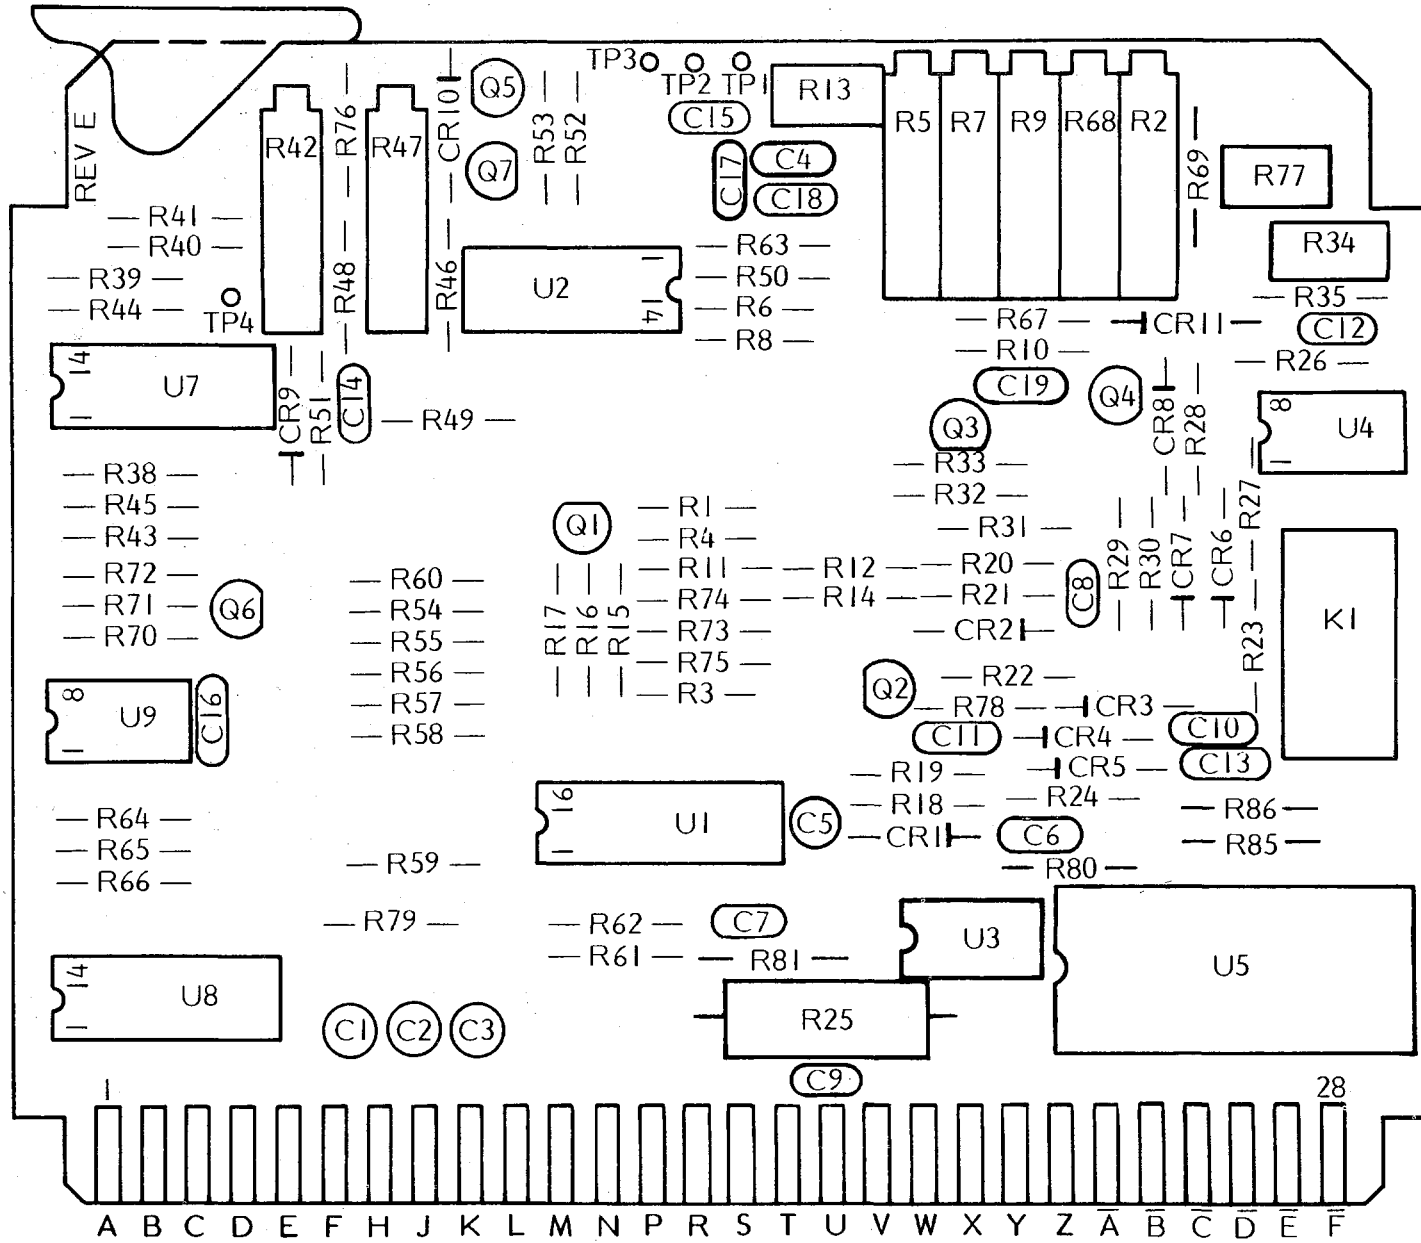 REV E
R42
R76
R47
CR10
Q5
Q7
R53
R52
TP3
TP2
TP1
C15
R13
C17
C4
C18
R5
R7
R9
R68
R2
R69
R77
R34
R41
R40
R39
R44
TP4
R48
R46
U2
1
14
R63
R50
R6
R8
R67
R10
C19
CR11
R35
C12
R26
14
U7
1
CR9
R51
C14
R49
Q3
Q4
CR8
R28
8
U4
1
R38
R45
R43
R72
R71
R70
Q6
R60
R54
R55
R56
R57
R58
Q1
R17
R16
R15
R1
R4
R11
R74
R73
R75
R3
R12
R14
R33
R32
R31
R20
R21
CR2
C8
R29
R30
CR7
CR6
R27
R23
K1
Q2
R22
R78
CR3
C11
CR4
C10
CR5
C13
R19
R18
CR1
R24
C6
R80
R86
R85
8
U9
1
C16
R64
R65
R66
16
U1
1
C5
R59
R79
R62
R61
C7
R81
U3
U5
14
U8
1
C1
C2
C3
R25
C9
1
28
A B C D E F H J K L M N P R S T U V W X Y Z A̅ B̅ C̅ D̅ E̅ F̅